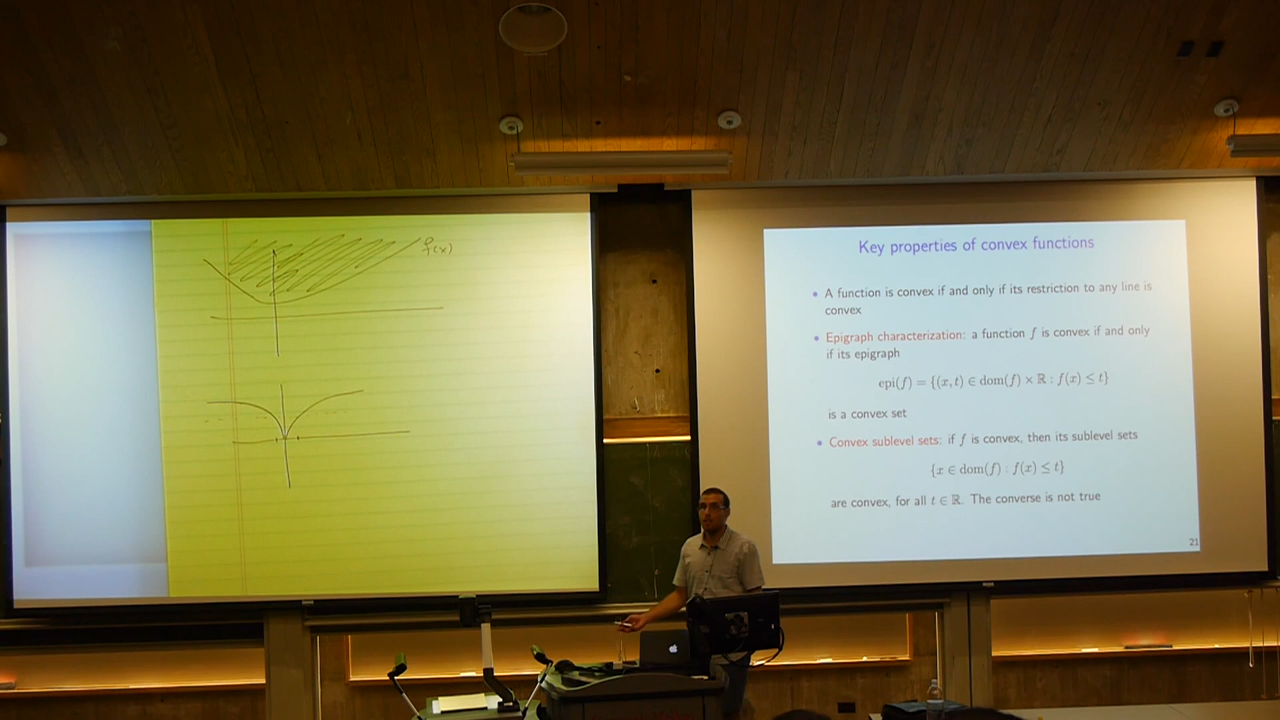 f(x)
Key properties of convex functions
• A function is convex if and only if its restriction to any line is
convex
• Epigraph characterization: a function f is convex if and only
if its epigraph
epi(f) = {(x, t) ∈ dom(f) × ℝ : f(x) ≤ t}
is a convex set
• Convex sublevel sets: if f is convex, then its sublevel sets
{x ∈ dom(f) : f(x) ≤ t}
are convex, for all t ∈ ℝ. The converse is not true
21